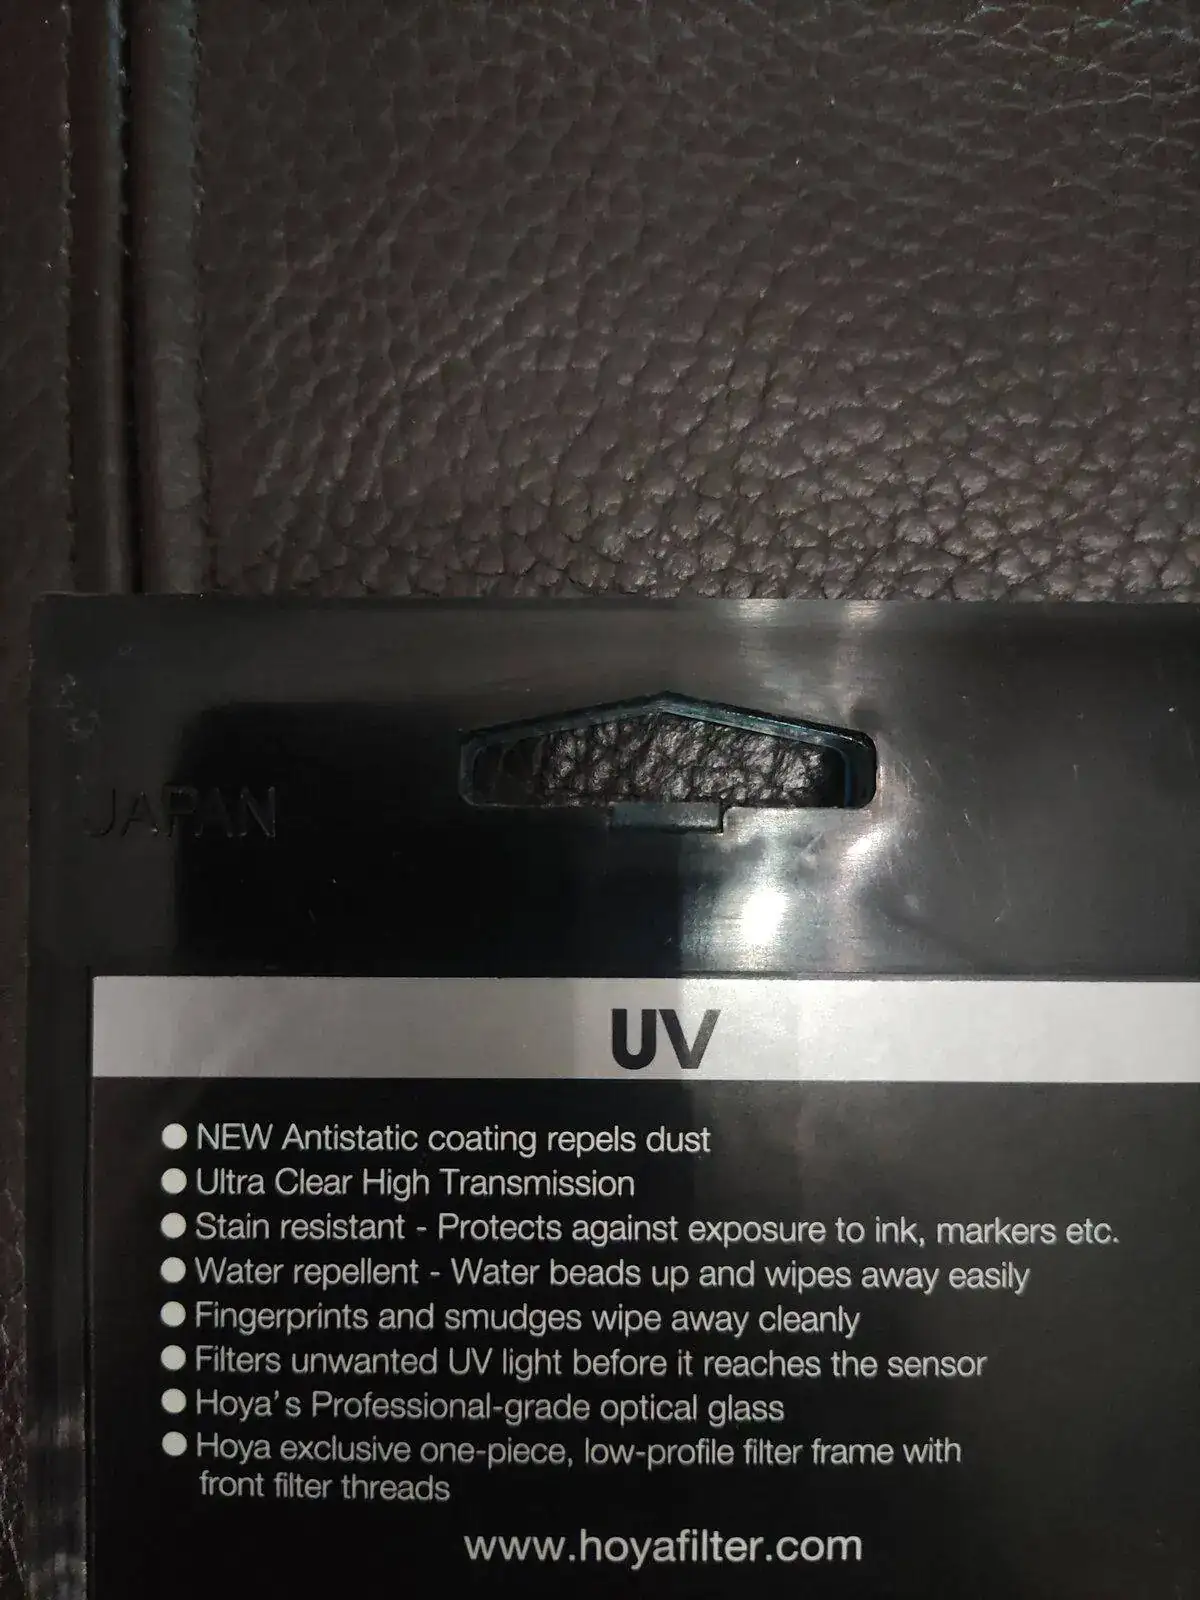 JAPAN
UV
● NEW Antistatic coating repels dust
● Ultra Clear High Transmission
● Stain resistant - Protects against exposure to ink, markers etc.
● Water repellent - Water beads up and wipes away easily
● Fingerprints and smudges wipe away cleanly
● Filters unwanted UV light before it reaches the sensor
● Hoya's Professional-grade optical glass
● Hoya exclusive one-piece, low-profile filter frame with
front filter threads
www.hoyafilter.com